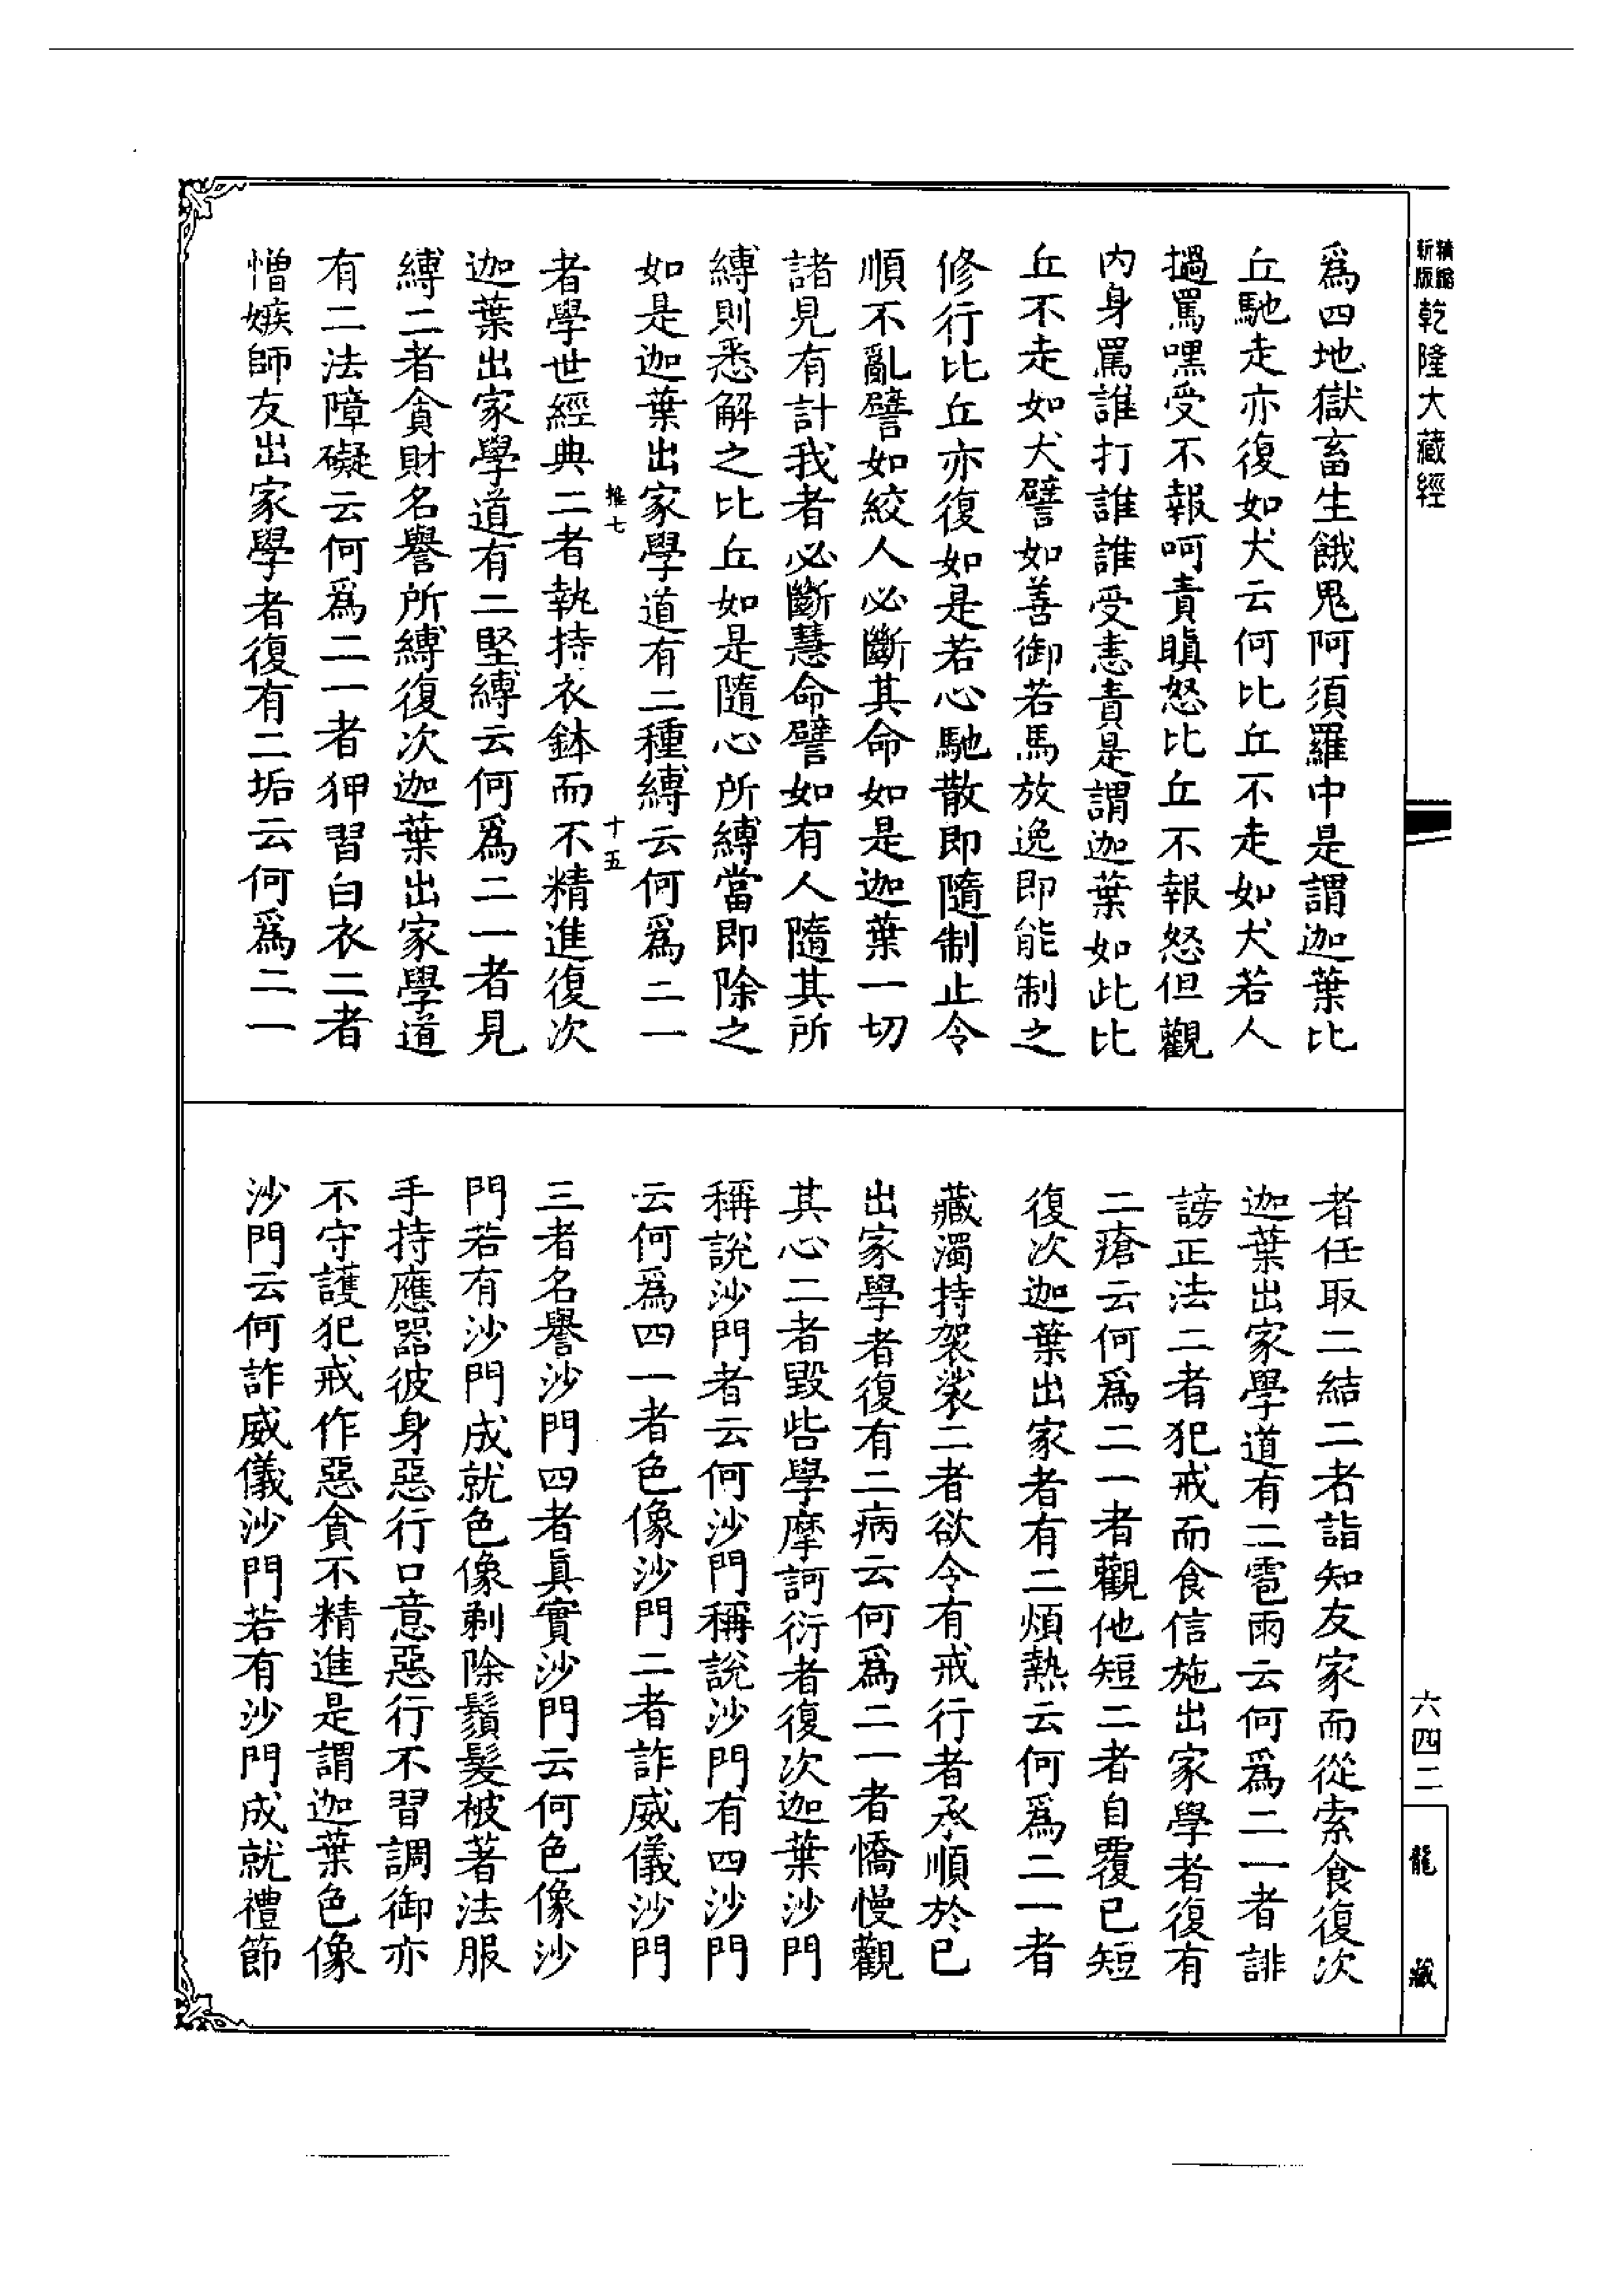 精縮新版乾隆大藏經
爲四地獄畜生餓鬼阿須羅中是謂迦葉比
丘馳走亦復如犬云何比丘不走如犬若人
撾罵嘿受不報呵責瞋怒比丘不報怒但觀
內身罵誰打誰誰受恚責是謂迦葉如此比
丘不走如犬譬如善御若馬放逸即能制之
修行比丘亦復如是若心馳散即隨制止令
順不亂譬如絞人必斷其命如是迦葉一切
諸見有計我者必斷慧命譬如有人隨其所
縛則悉解之比丘如是隨心所縛當即除之
如是迦葉出家學道有二種縛云何爲二一
推七 十五
者學世經典二者執持衣鉢而不精進復次
迦葉出家學道有二堅縛云何爲二一者見
縛二者貪財名譽所縛復次迦葉出家學道
有二法障礙云何爲二一者狎習白衣二者
憎嫉師友出家學者復有二垢云何爲二一
者任取二結二者詣知友家而從索食復次
迦葉出家學道有二雹雨云何爲二一者誹
謗正法二者犯戒而食信施出家學者復有
二瘡云何爲二一者觀他短二者自覆已短
復次迦葉出家者有二煩熱云何爲二一者
藏濁持袈裟二者欲令有戒行者承順於已
出家學者復有二病云何爲二一者憍慢觀
其心二者毀呰學摩訶衍者復次迦葉沙門
稱說沙門者云何沙門稱說沙門有四沙門
云何爲四一者色像沙門二者詐威儀沙門
三者名譽沙門四者眞實沙門云何色像沙
門若有沙門成就色像剃除鬚髮被著法服
手持應器彼身惡行口意惡行不習調御亦
不守護犯戒作惡貪不精進是謂迦葉色像
沙門云何詐威儀沙門若有沙門成就禮節
六四二
龍藏